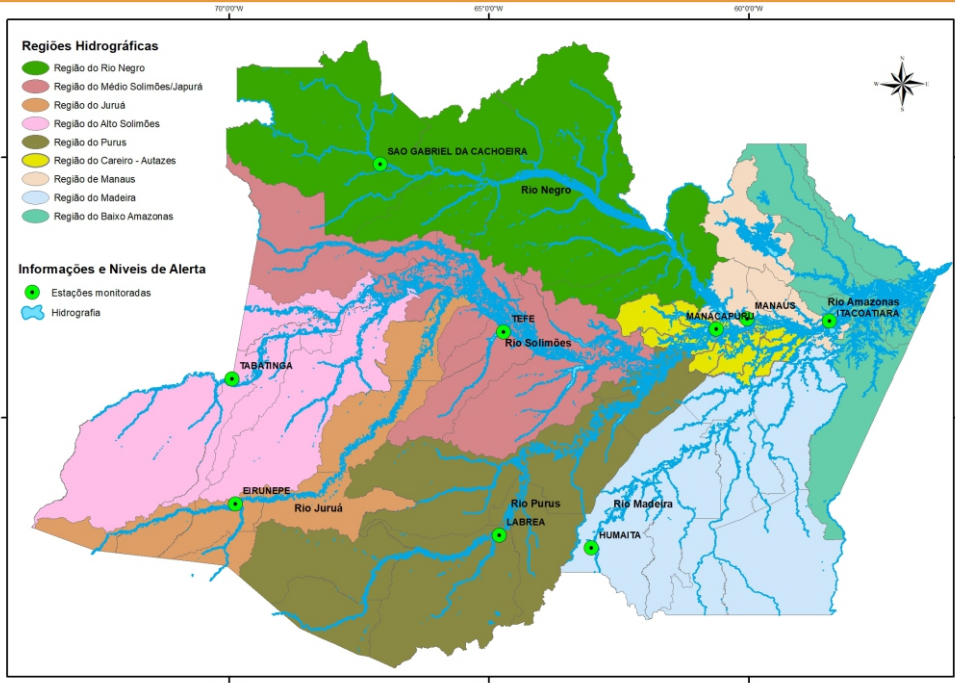 70°0'0"W
65°0'0"W
60°0'0"W
Regiões Hidrográficas
Região do Rio Negro
Região do Médio Solimões/Japurá
Região do Juruá
Região do Alto Solimões
Região do Purus
Região do Careiro - Autazes
Região de Manaus
Região do Madeira
Região do Baixo Amazonas
Informações e Niveis de Alerta
Estações monitoradas
Hidrografia
N
W
E
S
SAO GABRIEL DA CACHOEIRA
Rio Negro
MANAUS
MANACAPURU
Rio Amazonas
ITACOATIARA
TEFE
Rio Solimões
TABATINGA
EIRUNEPE
Rio Juruá
Rio Purus
LABREA
Rio Madeira
HUMAITA